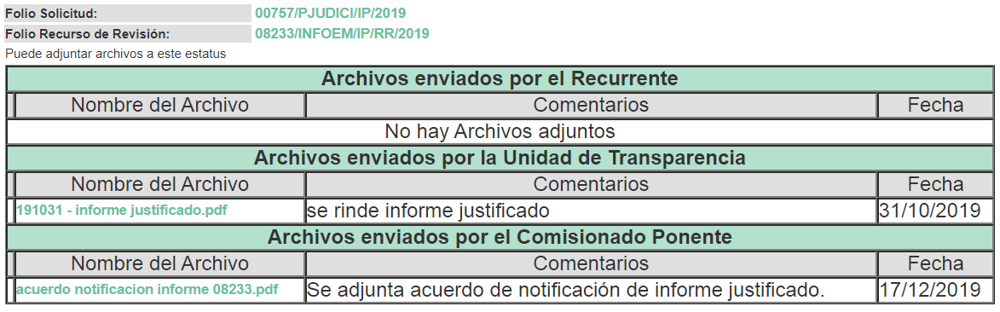 Folio Solicitud: 00757/PJUDICI/IP/2019
Folio Recurso de Revisión: 08233/INFOEM/IP/RR/2019
Puede adjuntar archivos a este estatus
Archivos enviados por el Recurrente
Nombre del Archivo Comentarios Fecha
No hay Archivos adjuntos
Archivos enviados por la Unidad de Transparencia
Nombre del Archivo Comentarios Fecha
191031 - informe justificado.pdf se rinde informe justificado 31/10/2019
Archivos enviados por el Comisionado Ponente
Nombre del Archivo Comentarios Fecha
acuerdo notificacion informe 08233.pdf Se adjunta acuerdo de notificación de informe justificado. 17/12/2019